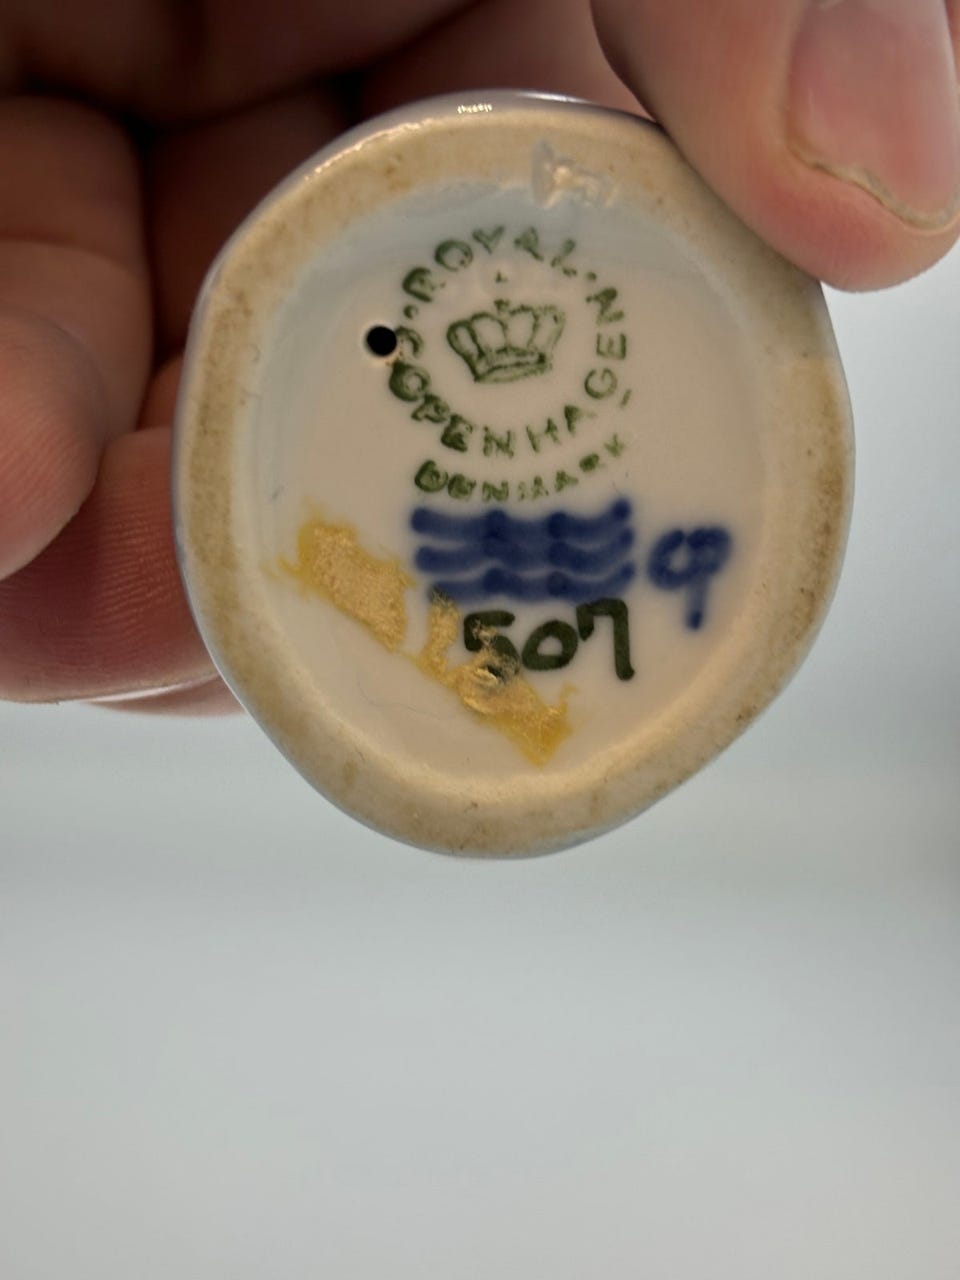 ROYAL
COPENHAGEN
DENMARK
9
507